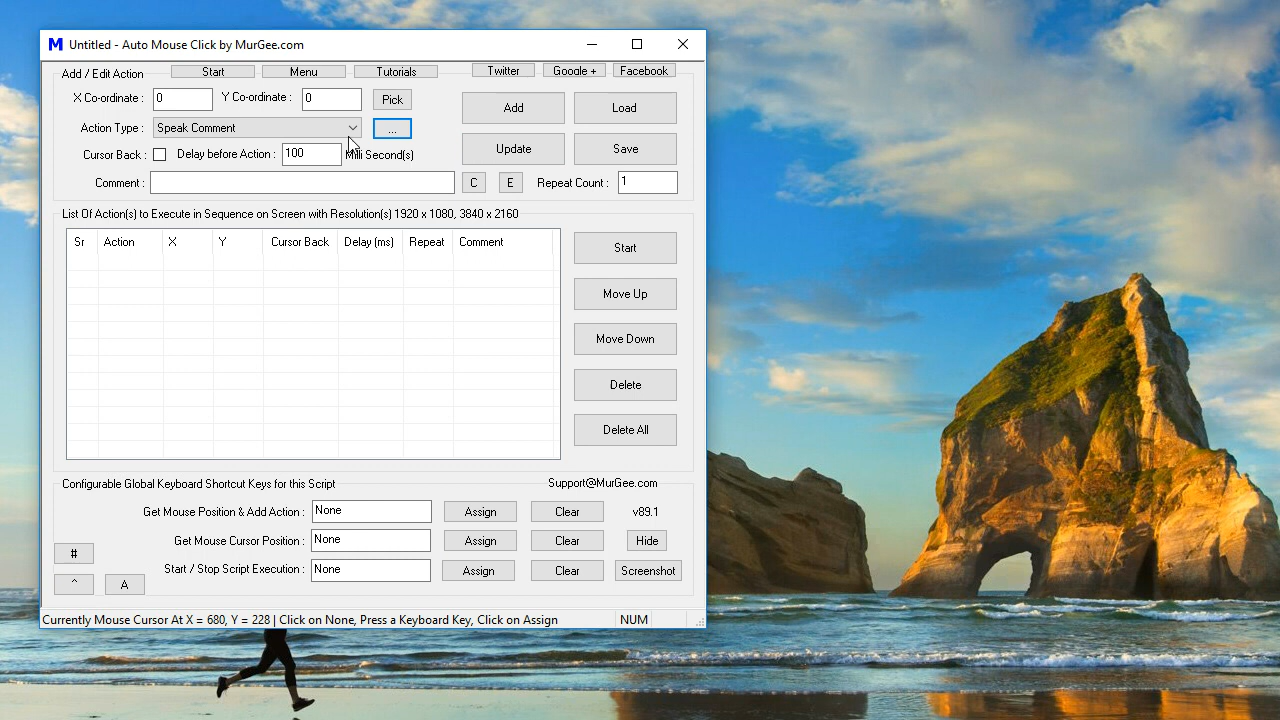 M Untitled - Auto Mouse Click by MurGee.com
Add / Edit Action Start Menu Tutorials Twitter Google + Facebook
X Co-ordinate : 0 Y Co-ordinate : 0 Pick Add Load
Action Type : Speak Comment ...
Cursor Back : Delay before Action : 100 Milli Second(s) Update Save
Comment : C E Repeat Count : 1
List Of Action(s) to Execute in Sequence on Screen with Resolution(s) 1920 x 1080, 3840 x 2160
Sr Action X Y Cursor Back Delay (ms) Repeat Comment
Start
Move Up
Move Down
Delete
Delete All
Configurable Global Keyboard Shortcut Keys for this Script Support@MurGee.com
Get Mouse Position & Add Action : None Assign Clear v89.1
Get Mouse Cursor Position : None Assign Clear Hide
#
Start / Stop Script Execution : None Assign Clear Screenshot
^ A
Currently Mouse Cursor At X = 680, Y = 228 | Click on None, Press a Keyboard Key, Click on Assign NUM